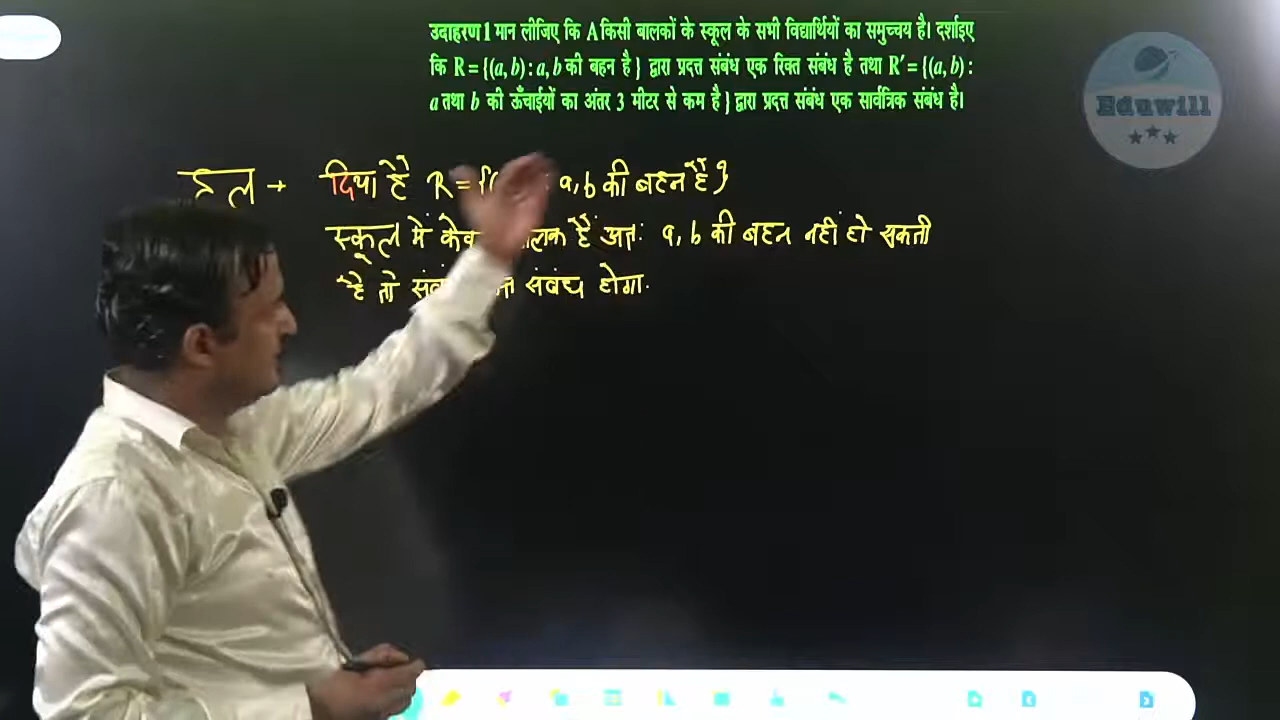 उदाहरण 1 मान लीजिए कि A किसी बालकों के स्कूल के सभी विद्यार्थियों का समुच्चय है। दर्शाइए
कि R = {(a, b) : a, b की बहन है } द्वारा प्रदत्त संबंध एक रिक्त संबंध है तथा R′ = {(a, b) :
a तथा b की ऊँचाईयों का अंतर 3 मीटर से कम है } द्वारा प्रदत्त संबंध एक सार्वत्रिक संबंध है।
Eduwill
हल → दिया है R = {( : a, b की बहन है }
स्कूल में हैं अतः a, b की बहन नहीं हो सकती
है तो संबंध होगा.